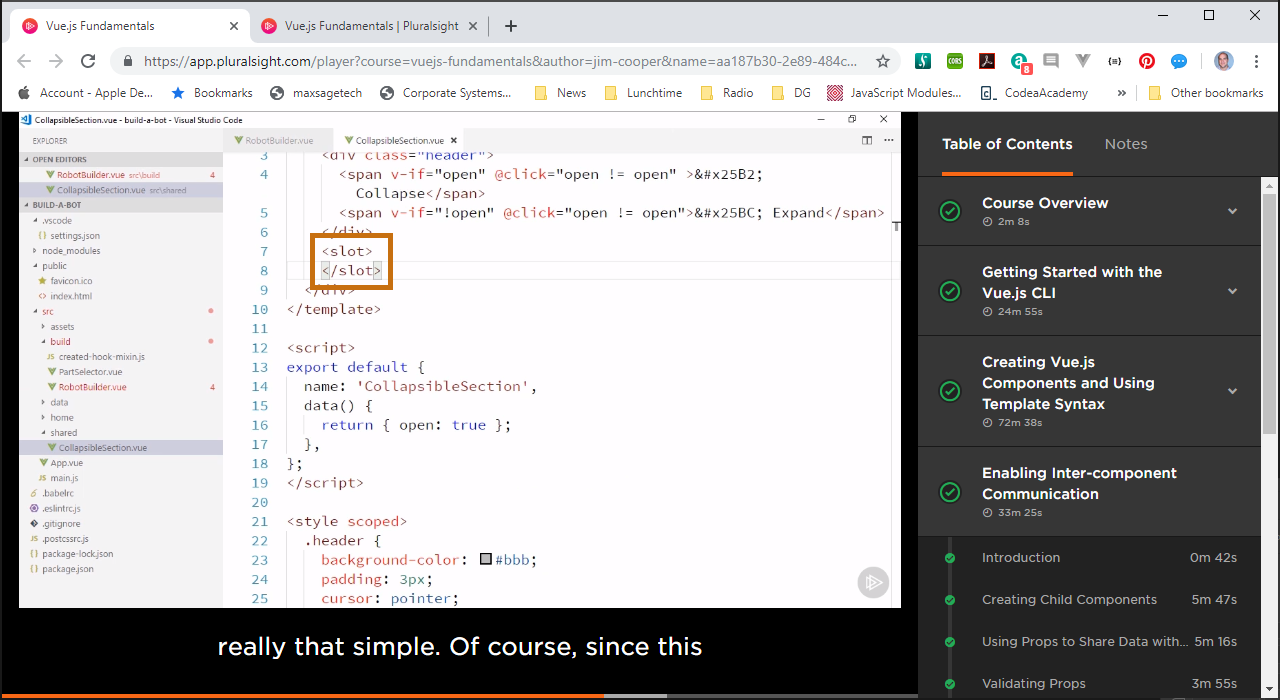 Vue.js Fundamentals
Vue.js Fundamentals | Pluralsight
https://app.pluralsight.com/player?course=vuejs-fundamentals&author=jim-cooper&name=aa187b30-2e89-484c...
CORS
8
{≡}
Account - Apple De...
Bookmarks
maxsagetech
Corporate Systems...
News
Lunchtime
Radio
DG
JavaScript Modules...
CodeaAcademy
»
Other bookmarks
CollapsibleSection.vue - build-a-bot - Visual Studio Code
EXPLORER
OPEN EDITORS
RobotBuilder.vue src\build 4
CollapsibleSection.vue src\shared
BUILD-A-BOT
.vscode
{} settings.json
node_modules
public
favicon.ico
<> index.html
src
assets
build
JS created-hook-mixin.js
PartSelector.vue
RobotBuilder.vue 4
data
home
shared
CollapsibleSection.vue
App.vue
JS main.js
.babelrc
.eslintrc.js
.gitignore
JS .postcssrc.js
{} package-lock.json
{} package.json
RobotBuilder.vue
CollapsibleSection.vue
3 <div class="header">
4 <span v-if="open" @click="open != open" >&#x25B2;
Collapse</span>
5 <span v-if="!open" @click="open != open">&#x25BC; Expand</span>
6 </div>
7 <slot>
8 </slot>
9 </div>
10 </template>
11
12 <script>
13 export default {
14 name: 'CollapsibleSection',
15 data() {
16 return { open: true };
17 },
18 };
19 </script>
20
21 <style scoped>
22 .header {
23 background-color: #bbb;
24 padding: 3px;
25 cursor: pointer;
really that simple. Of course, since this
Table of Contents
Notes
Course Overview
2m 8s
Getting Started with the
Vue.js CLI
24m 55s
Creating Vue.js
Components and Using
Template Syntax
72m 38s
Enabling Inter-component
Communication
33m 25s
Introduction 0m 42s
Creating Child Components 5m 47s
Using Props to Share Data with... 5m 16s
Validating Props 3m 55s